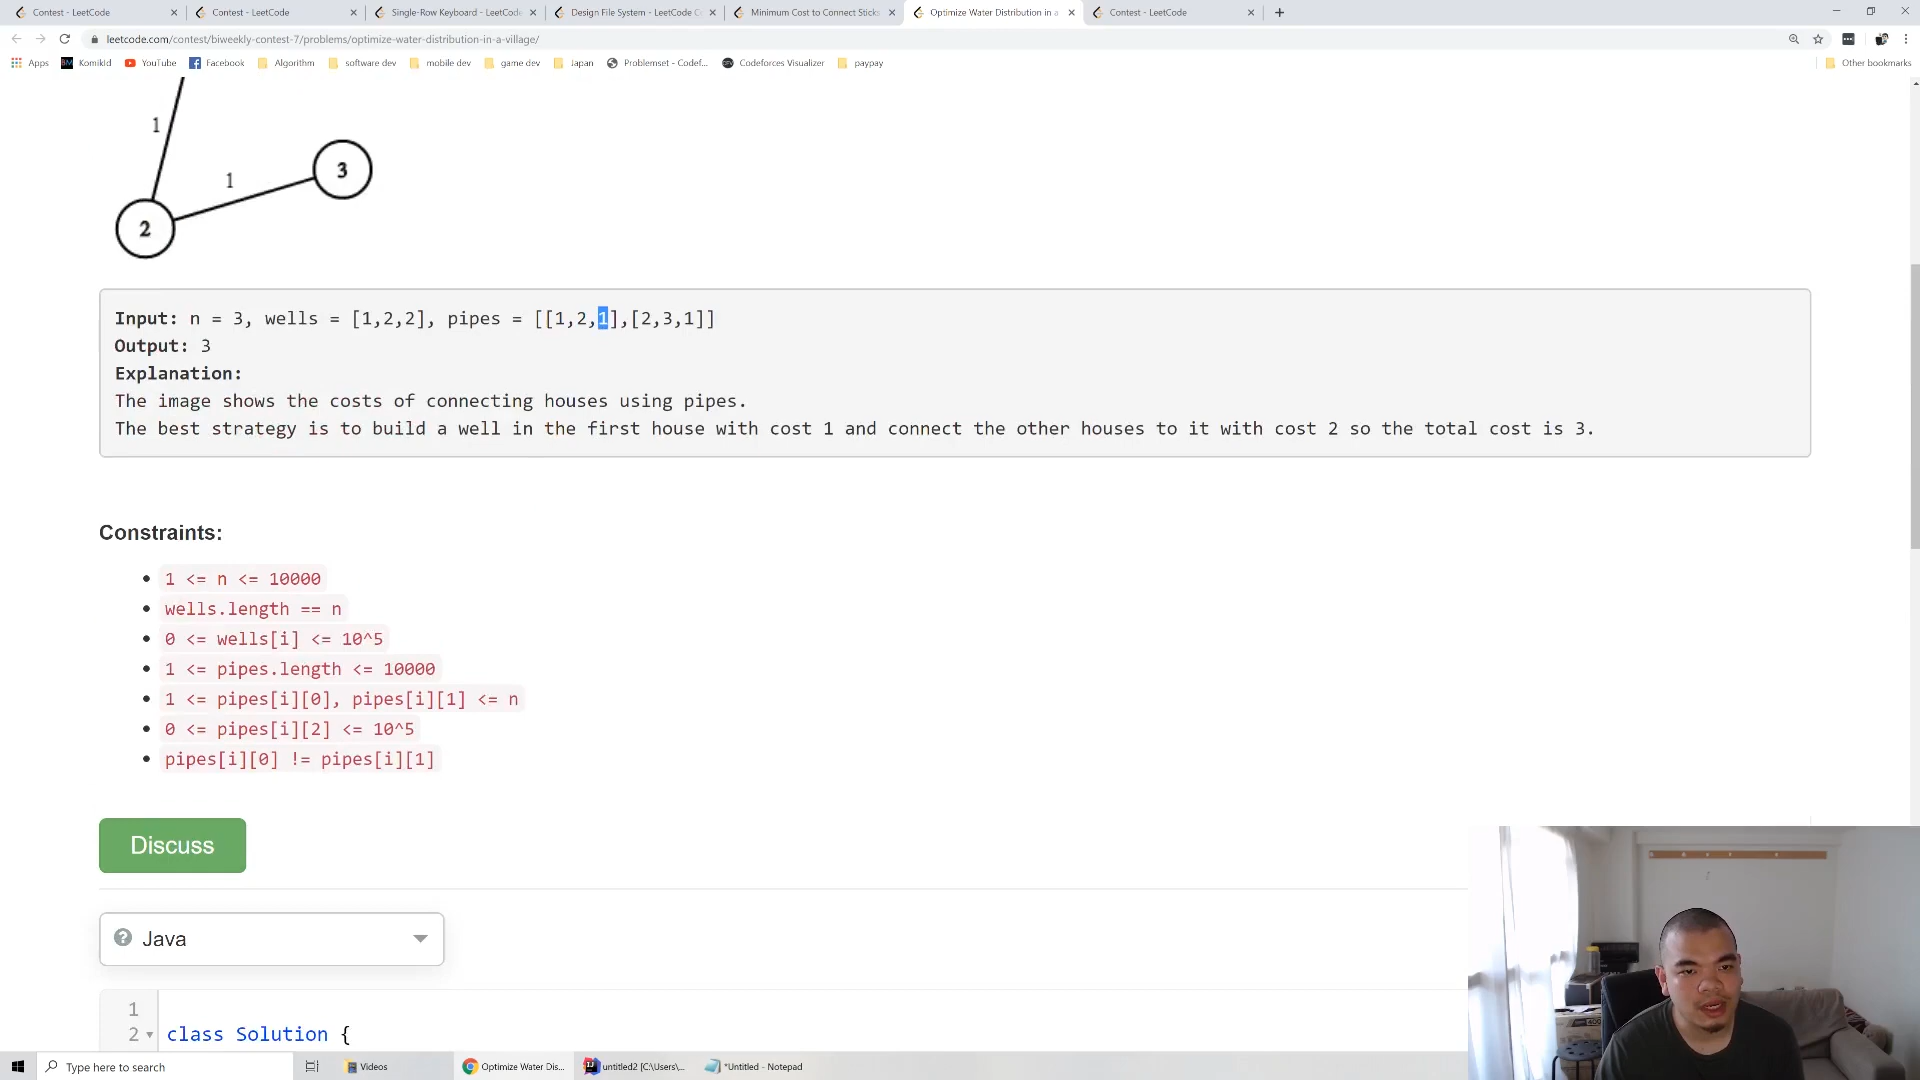 Contest - LeetCode
Contest - LeetCode
Single-Row Keyboard - LeetCode
Design File System - LeetCode C
Minimum Cost to Connect Sticks
Optimize Water Distribution in a
Contest - LeetCode
leetcode.com/contest/biweekly-contest-7/problems/optimize-water-distribution-in-a-village/
Apps
KomikId
YouTube
Facebook
Algorithm
software dev
mobile dev
game dev
Japan
Problemset - Codef...
Codeforces Visualizer
paypay
Other bookmarks
1
1
3
2
Input: n = 3, wells = [1,2,2], pipes = [[1,2,1],[2,3,1]]
Output: 3
Explanation:
The image shows the costs of connecting houses using pipes.
The best strategy is to build a well in the first house with cost 1 and connect the other houses to it with cost 2 so the total cost is 3.
Constraints:
1 <= n <= 10000
wells.length == n
0 <= wells[i] <= 10^5
1 <= pipes.length <= 10000
1 <= pipes[i][0], pipes[i][1] <= n
0 <= pipes[i][2] <= 10^5
pipes[i][0] != pipes[i][1]
Discuss
? Java
1
2 class Solution {
Type here to search
Videos
Optimize Water Dis...
untitled2 [C:\Users\...
*Untitled - Notepad